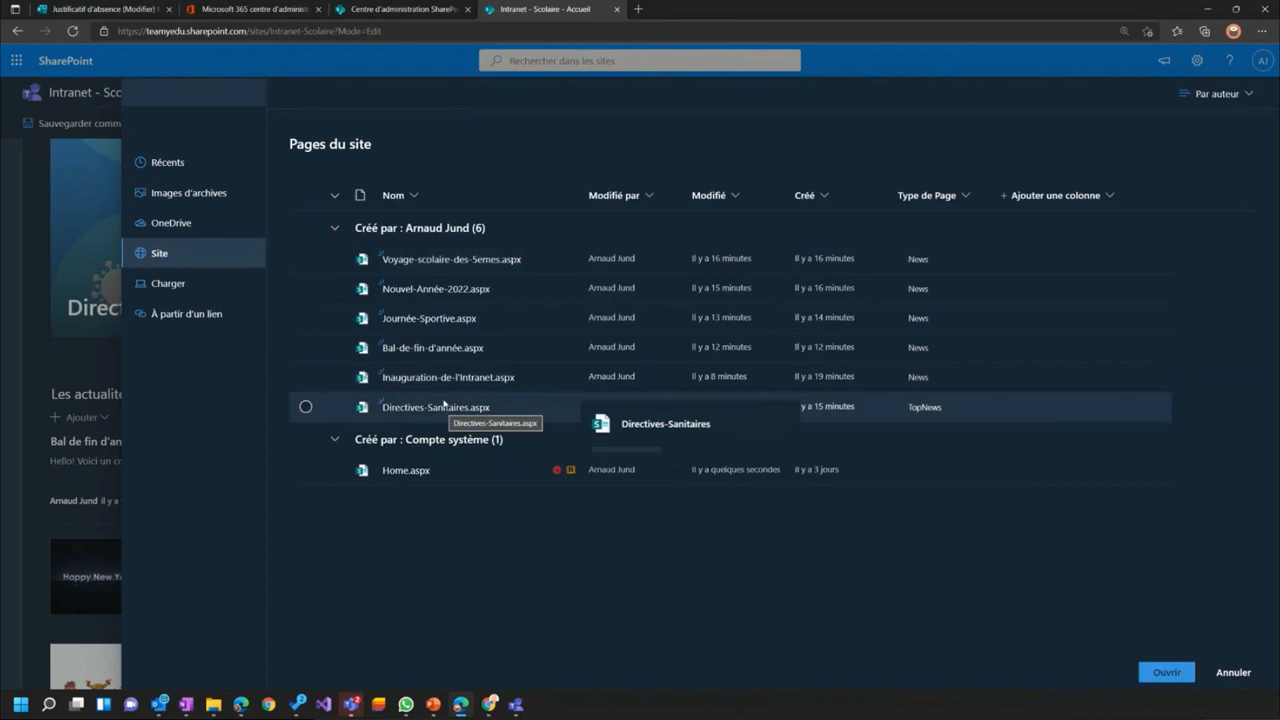 Justificatif d'absence (Modifier)
Microsoft 365 centre d'administ
Centre d'administration SharePo
Intranet - Scolaire - Accueil
https://teamyedu.sharepoint.com/sites/Intranet-Scolaire?Mode=Edit
SharePoint
Rechercher dans les sites
AJ
Intranet - Sco
Par auteur
Sauvegarder comm
Pages du site
Récents
Images d'archives
OneDrive
Site
Charger
À partir d'un lien
Nom Modifié par Modifié Créé Type de Page + Ajouter une colonne
Créé par : Arnaud Jund (6)
Voyage-scolaire-des-5emes.aspx Arnaud Jund Il y a 16 minutes Il y a 16 minutes News
Nouvel-Année-2022.aspx Arnaud Jund Il y a 15 minutes Il y a 16 minutes News
Journée-Sportive.aspx Arnaud Jund Il y a 13 minutes Il y a 14 minutes News
Bal-de-fin-d'année.aspx Arnaud Jund Il y a 12 minutes Il y a 12 minutes News
Inauguration-de-l'Intranet.aspx Arnaud Jund Il y a 8 minutes Il y a 19 minutes News
Directives-Sanitaires.aspx y a 15 minutes TopNews
Directives-Sanitaires.aspx
Directives-Sanitaires
Créé par : Compte système (1)
Home.aspx Arnaud Jund Il y a quelques secondes Il y a 3 jours
Direct
Les actualité
+ Ajouter
Bal de fin d'anné
Hello! Voici un co
Arnaud Jund il y a
Happy New Ye
Ouvrir
Annuler